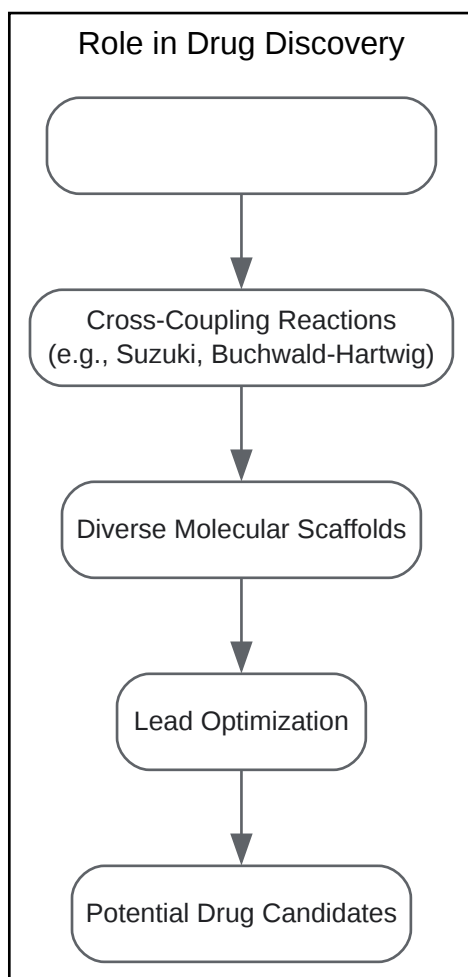 Role in Drug Discovery
Cross-Coupling Reactions
(e.g., Suzuki, Buchwald-Hartwig)
Diverse Molecular Scaffolds
Lead Optimization
Potential Drug Candidates